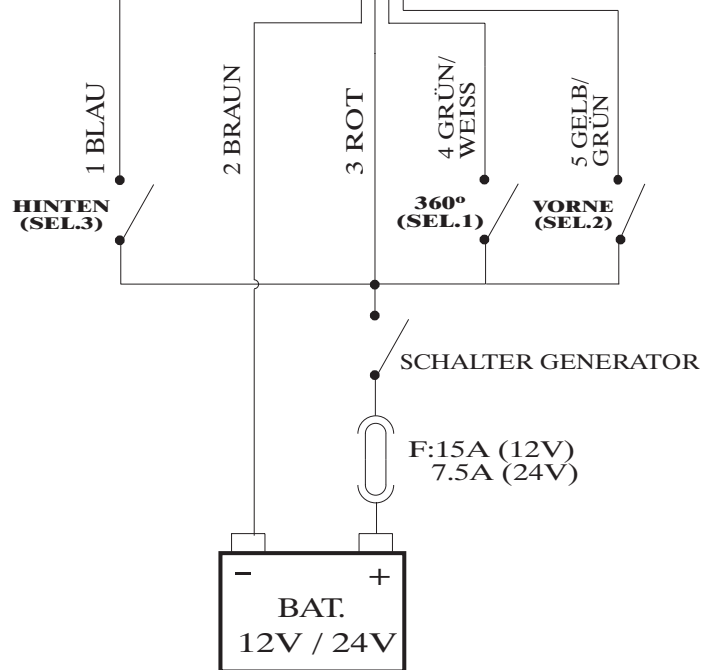 1 BLAU
2 BRAUN
3 ROT
4 GRÜN/
WEISS
5 GELB/
GRÜN
HINTEN
(SEL.3)
360º
(SEL.1)
VORNE
(SEL.2)
SCHALTER GENERATOR
F:15A (12V)
7.5A (24V)
− +
BAT.
12V / 24V